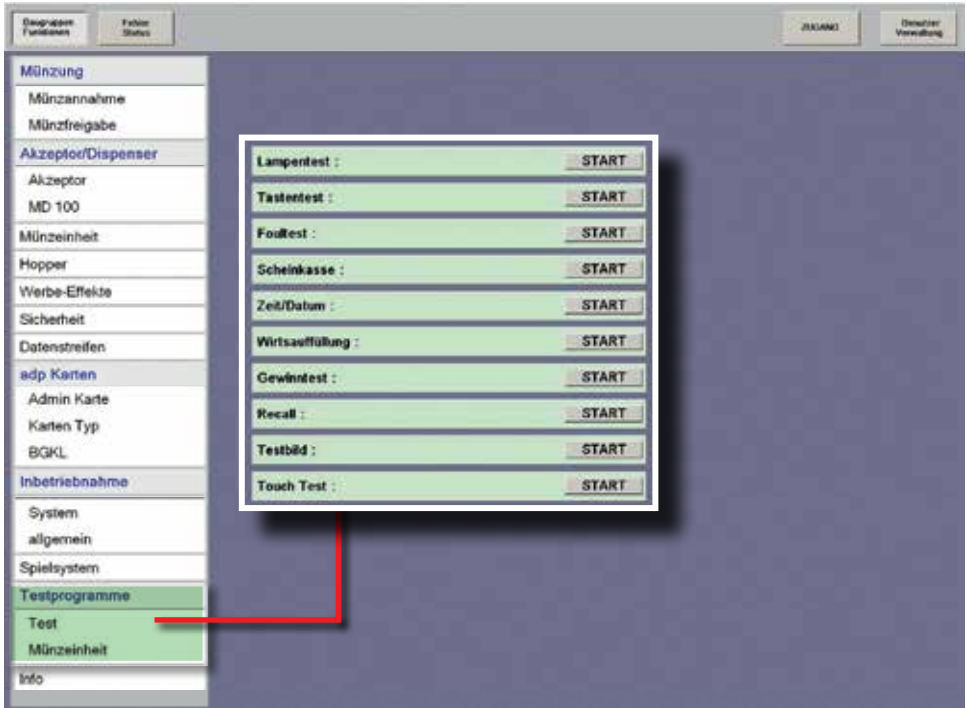 Baugruppen
Funktionen
Fehler
Status
ZUGANG
Benutzer
Verwaltung
Münzung
Münzannahme
Münzfreigabe
Akzeptor/Dispenser
Akzeptor
MD 100
Münzeinheit
Hopper
Werbe-Effekte
Sicherheit
Datenstreifen
adp Karten
Admin Karte
Karten Typ
BGKL
Inbetriebnahme
System
allgemein
Spielsystem
Testprogramme
Test
Münzeinheit
Info
Lampentest : START
Tastentest : START
Foultest : START
Scheinkasse : START
Zeit/Datum : START
Wirtsauffüllung : START
Gewinntest : START
Recall : START
Testbild : START
Touch Test : START